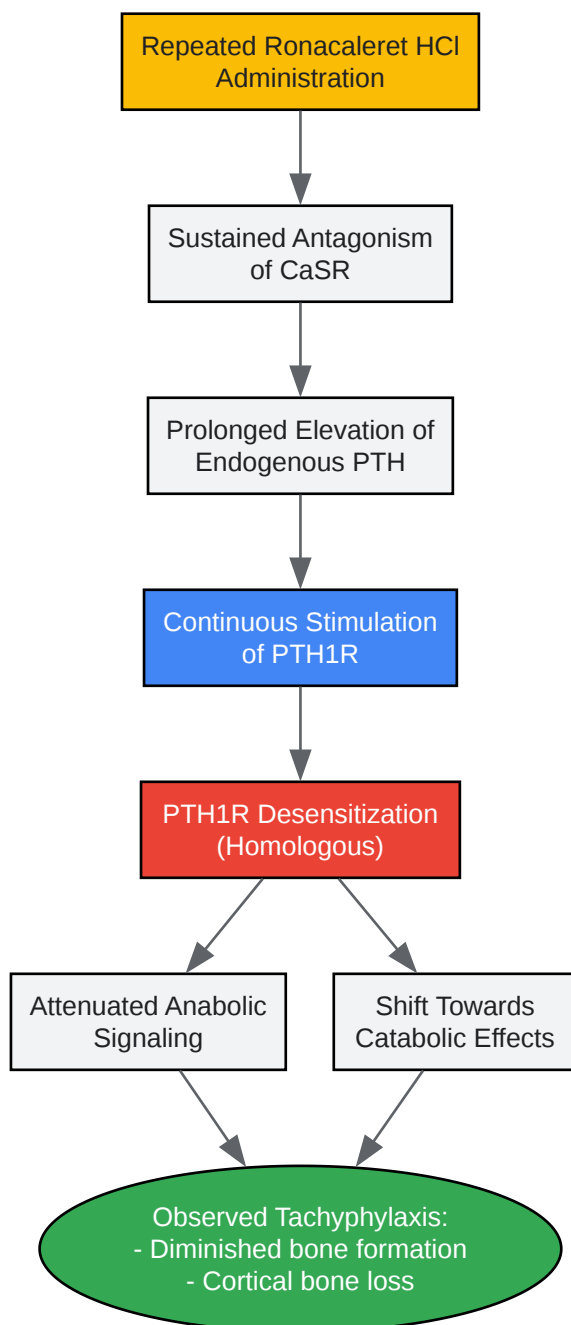 Repeated Ronacaleret HCl
Administration
Sustained Antagonism
of CaSR
Prolonged Elevation of
Endogenous PTH
Continuous Stimulation
of PTH1R
PTH1R Desensitization
(Homologous)
Attenuated Anabolic
Signaling
Shift Towards
Catabolic Effects
Observed Tachyphylaxis:
- Diminished bone formation
- Cortical bone loss